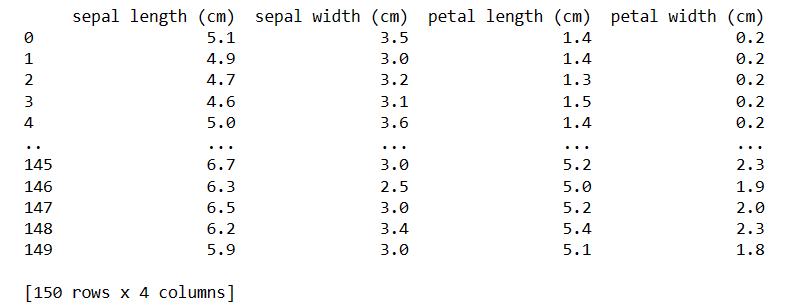 sepal length (cm) sepal width (cm) petal length (cm) petal width (cm)
0 5.1 3.5 1.4 0.2
1 4.9 3.0 1.4 0.2
2 4.7 3.2 1.3 0.2
3 4.6 3.1 1.5 0.2
4 5.0 3.6 1.4 0.2
.. ... ... ... ...
145 6.7 3.0 5.2 2.3
146 6.3 2.5 5.0 1.9
147 6.5 3.0 5.2 2.0
148 6.2 3.4 5.4 2.3
149 5.9 3.0 5.1 1.8
[150 rows x 4 columns]